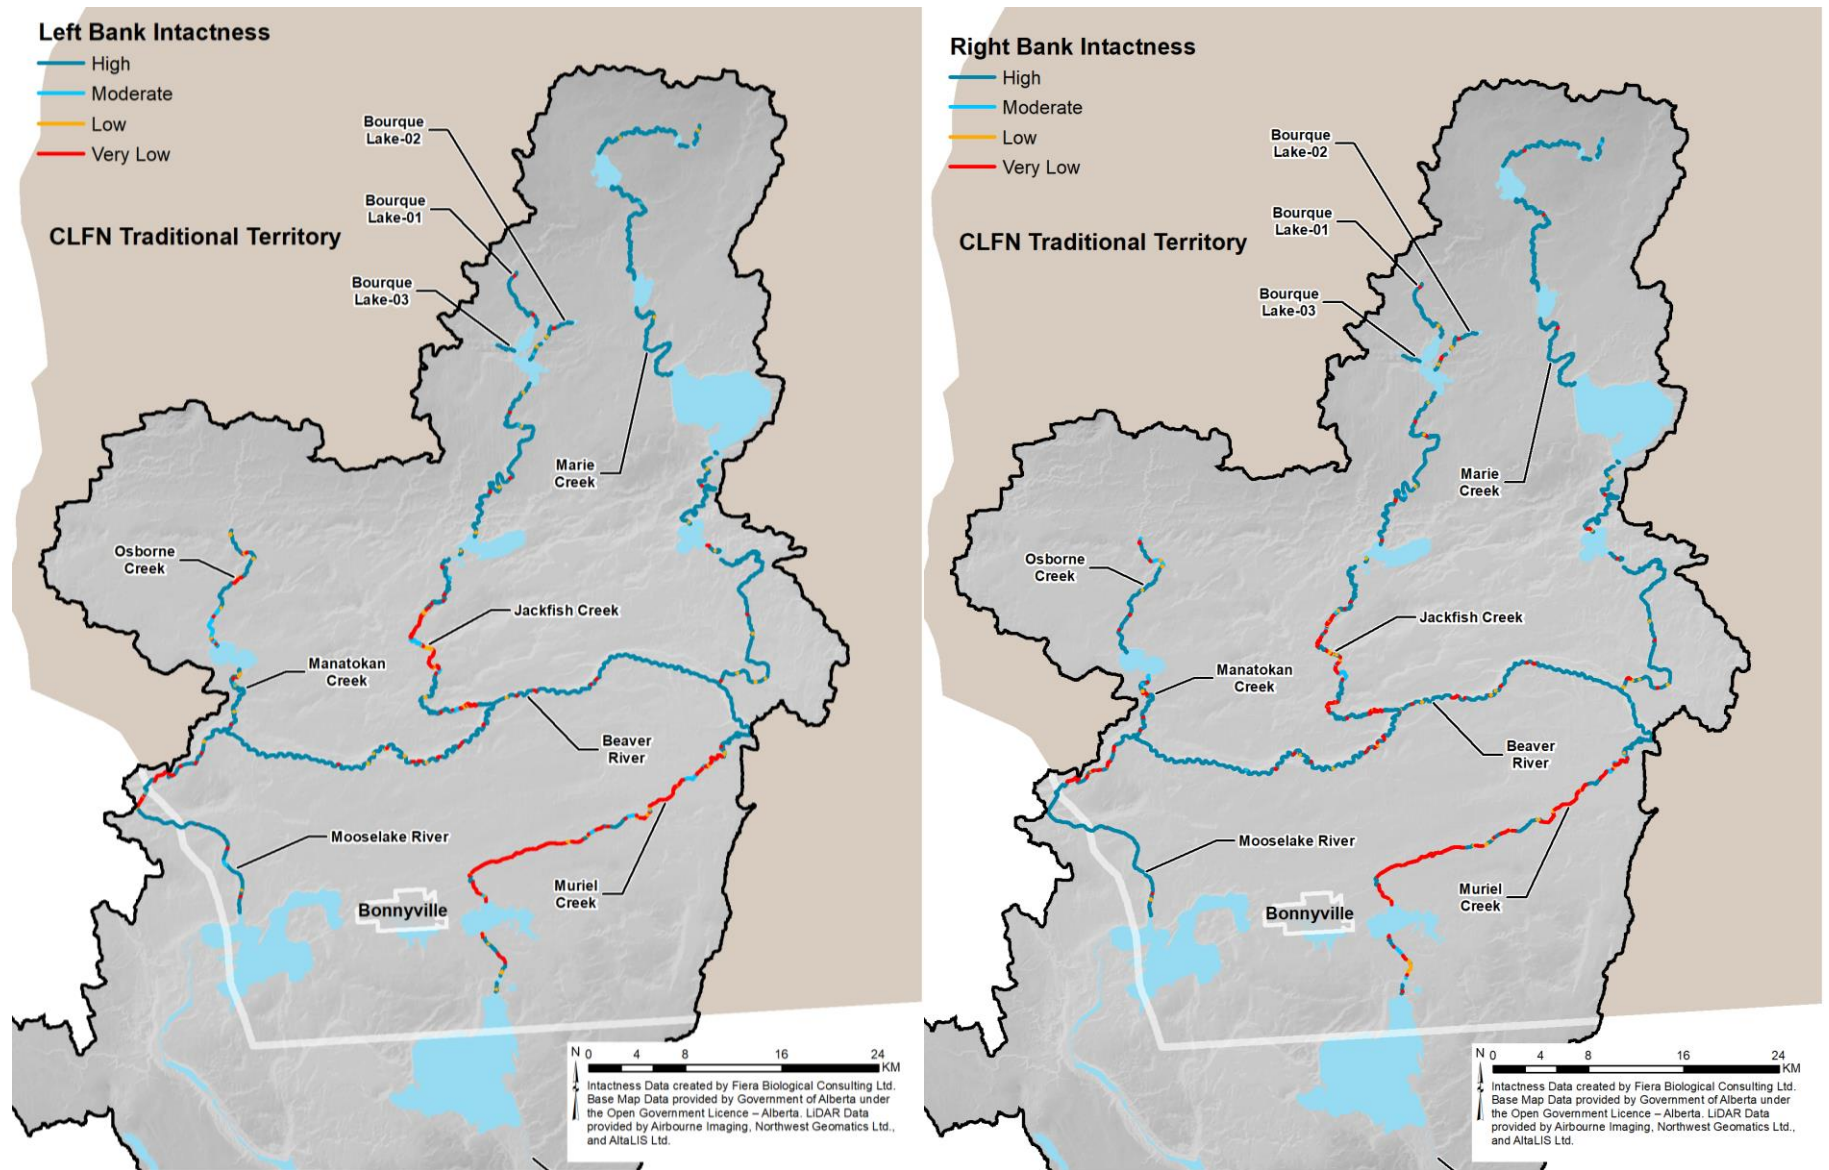 Left Bank Intactness
High
Moderate
Low
Very Low
CLFN Traditional Territory
Bourque
Lake-02
Bourque
Lake-01
Bourque
Lake-03
Marie
Creek
Osborne
Creek
Jackfish Creek
Manatokan
Creek
Beaver
River
Mooselake River
Muriel
Creek
Bonnyville
N 0 4 8 16 24
KM
Intactness Data created by Fiera Biological Consulting Ltd.
Base Map Data provided by Government of Alberta under
the Open Government Licence – Alberta. LiDAR Data
provided by Airbourne Imaging, Northwest Geomatics Ltd.,
and AltaLIS Ltd.
Right Bank Intactness
High
Moderate
Low
Very Low
CLFN Traditional Territory
Bourque
Lake-02
Bourque
Lake-01
Bourque
Lake-03
Marie
Creek
Osborne
Creek
Jackfish Creek
Manatokan
Creek
Beaver
River
Mooselake River
Muriel
Creek
Bonnyville
N 0 4 8 16 24
KM
Intactness Data created by Fiera Biological Consulting Ltd.
Base Map Data provided by Government of Alberta under
the Open Government Licence – Alberta. LiDAR Data
provided by Airbourne Imaging, Northwest Geomatics Ltd.,
and AltaLIS Ltd.